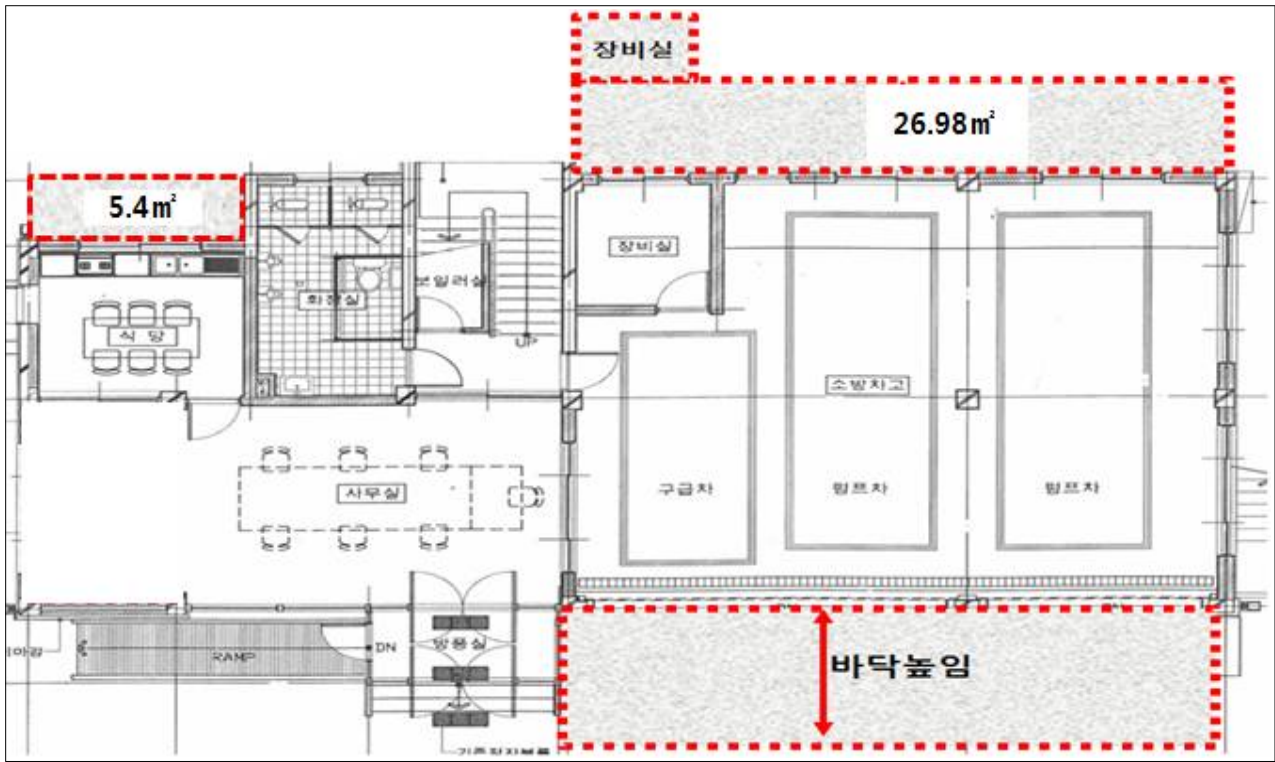 장비실
26.98㎡
5.4㎡
장비실
보일러실
화장실
식 당
UP
소방차고
구급차
펌프차
펌프차
사무실
방풍실
DN
RAMP
바닥높임